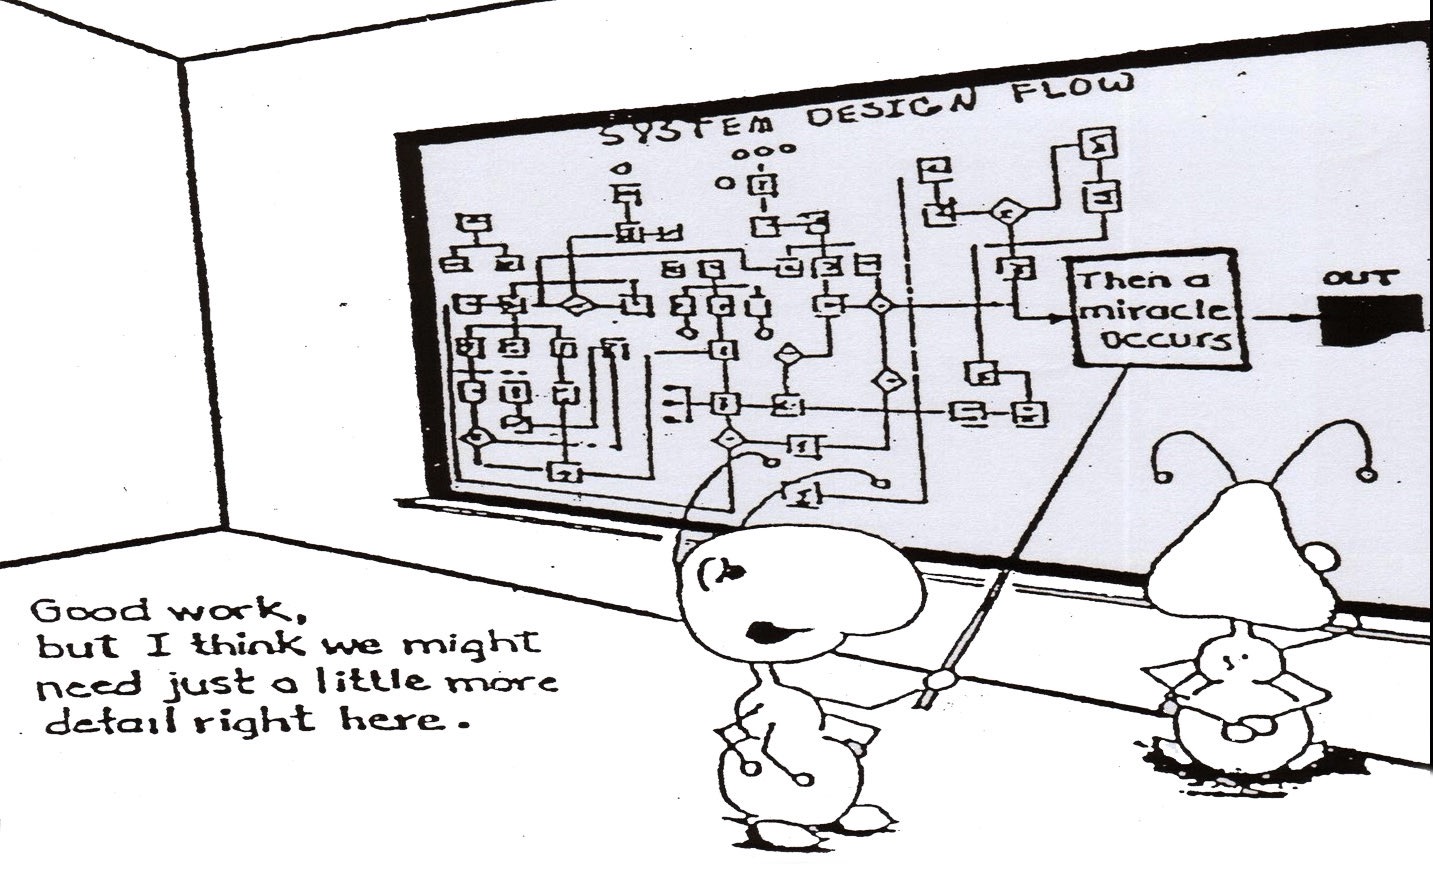 SYSTEM DESIGN FLOW
Then a
miracle
occurs
OUT
Good work,
but I think we might
need just a little more
detail right here.